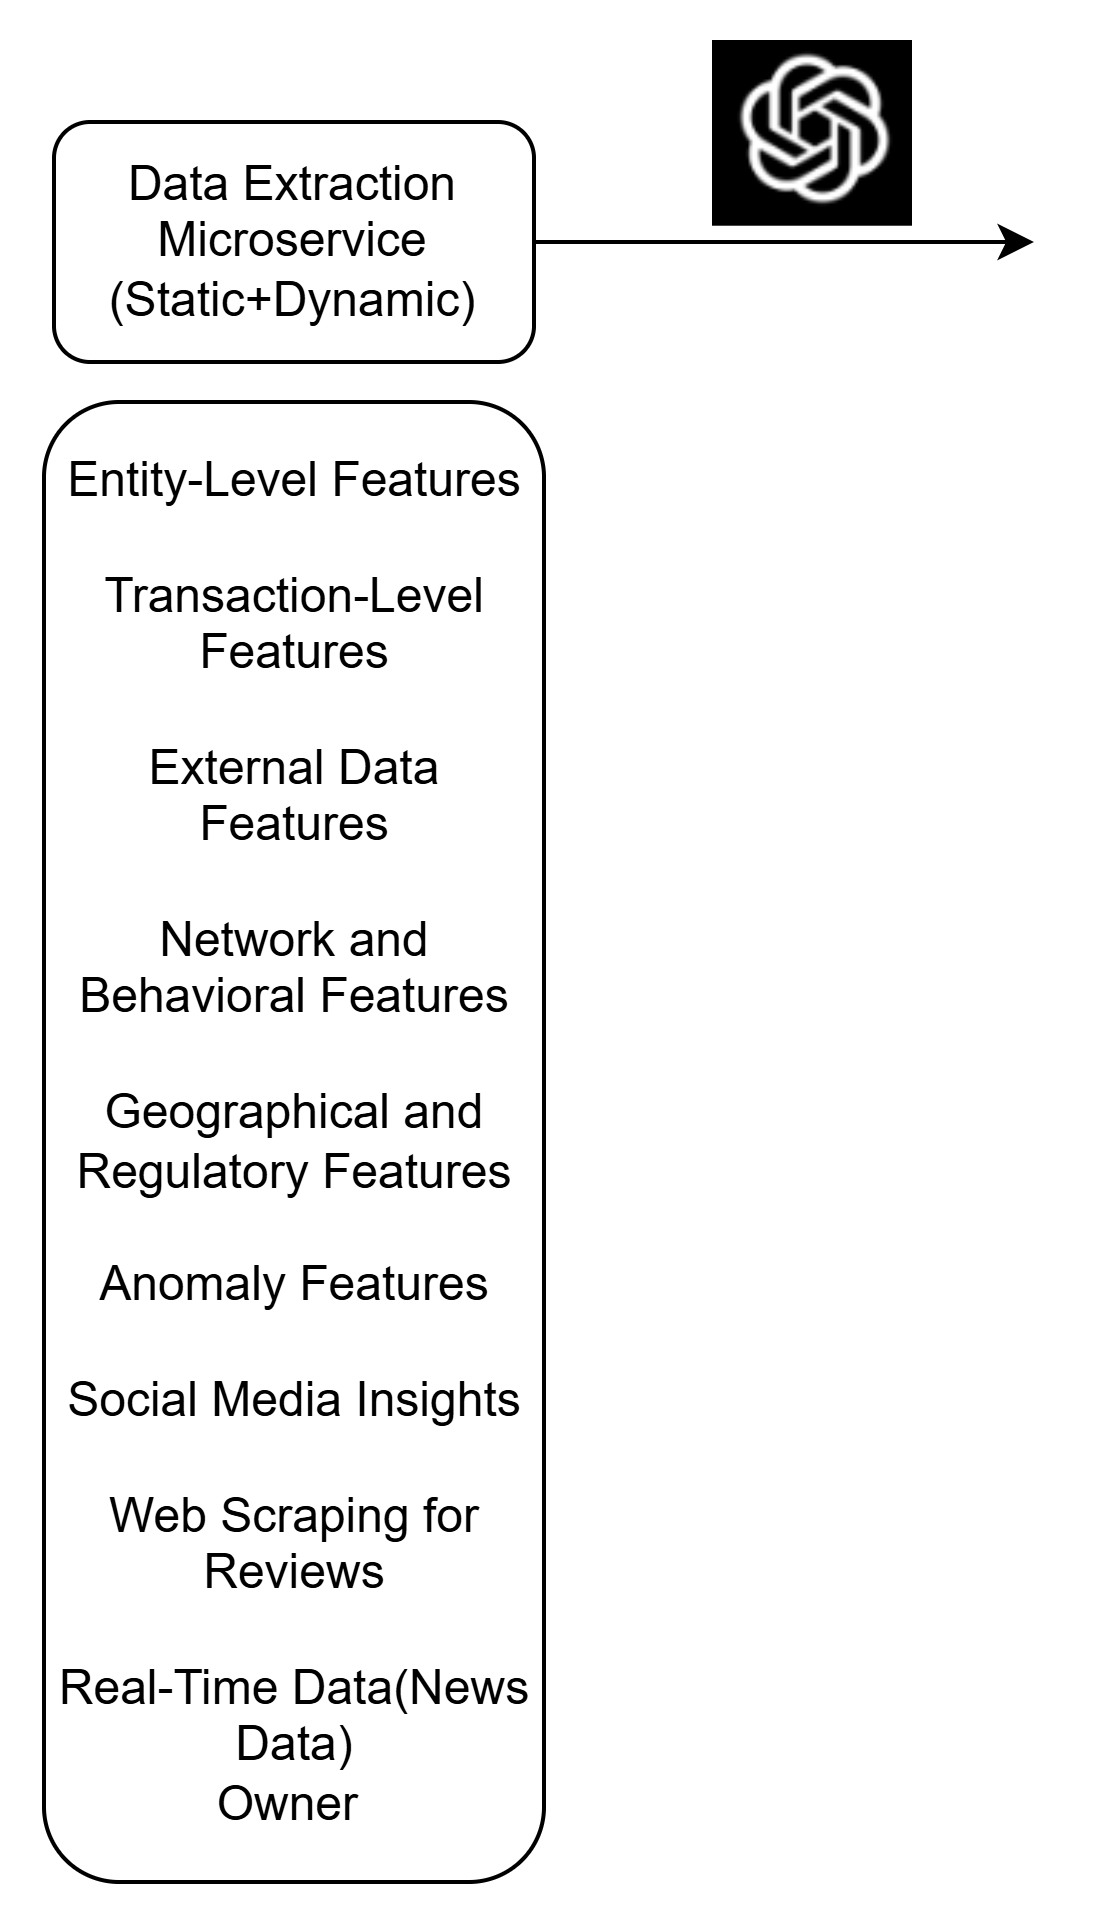 Data Extraction
Microservice
(Static+Dynamic)
Entity-Level Features
Transaction-Level
Features
External Data
Features
Network and
Behavioral Features
Geographical and
Regulatory Features
Anomaly Features
Social Media Insights
Web Scraping for
Reviews
Real-Time Data(News
Data)
Owner